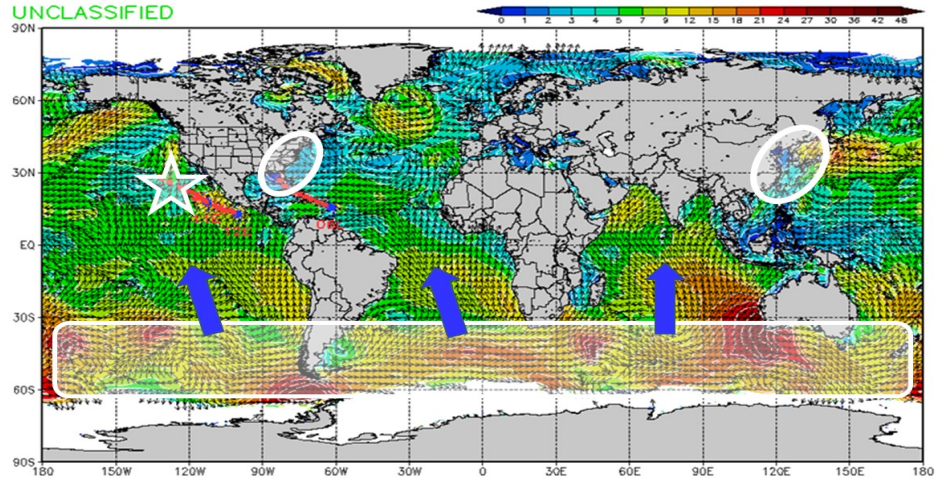 UNCLASSIFIED
0 1 2 3 4 5 7 9 12 15 18 21 24 27 30 36 42 48
90N
60N
30N
EQ
30S
60S
90S
180 150W 120W 90W 60W 30W 0 30E 60E 90E 120E 150E 180